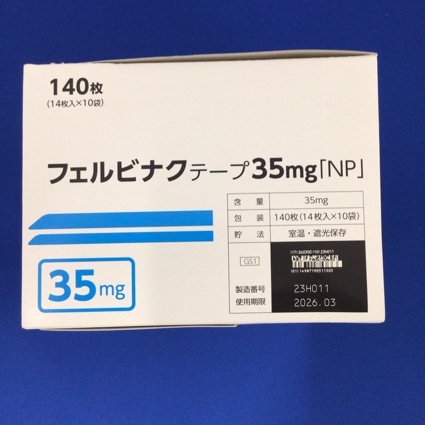 140枚
(14枚入×10袋)
フェルビナクテープ35mg「NP」
含量 35mg
包装 140枚(14枚入×10袋)
貯法 室温・遮光保存
GS1
製造番号 23H011
使用期限 2026.03
35mg